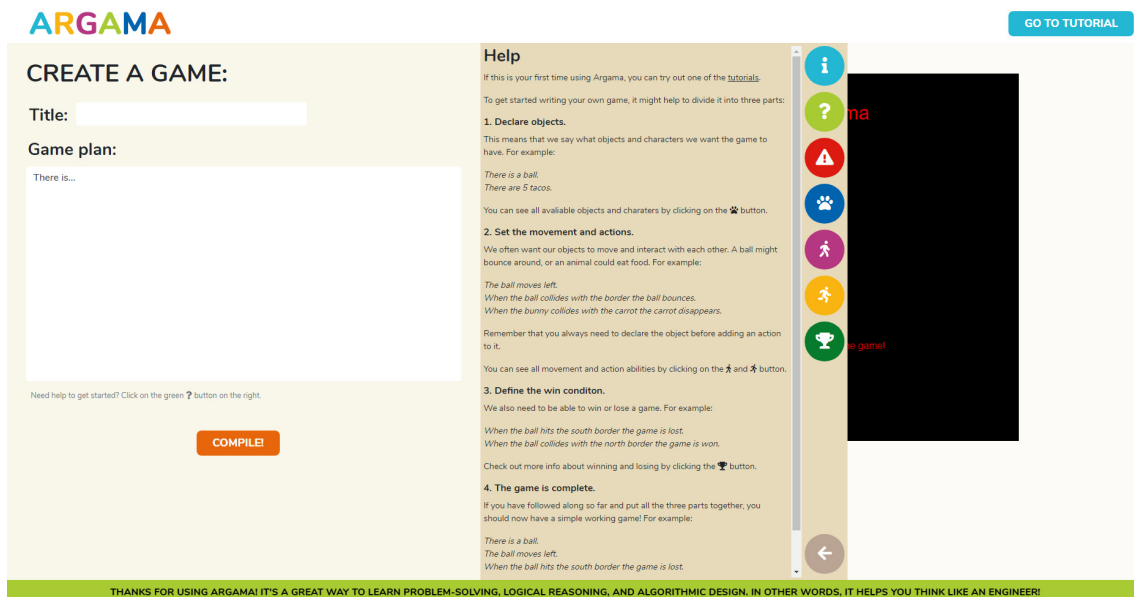 ARGAMA
GO TO TUTORIAL
CREATE A GAME:
Title:
Game plan:
There is...
Need help to get started? Click on the green ? button on the right.
COMPILE!
Help
If this is your first time using Argama, you can try out one of the tutorials.
To get started writing your own game, it might help to divide it into three parts:
1. Declare objects.
This means that we say what objects and characters we want the game to
have. For example:
There is a ball.
There are 5 tacos.
You can see all avaliable objects and charaters by clicking on the button.
2. Set the movement and actions.
We often want our objects to move and interact with each other. A ball might
bounce around, or an animal could eat food. For example:
The ball moves left.
When the ball collides with the border the ball bounces.
When the bunny collides with the carrot the carrot disappears.
Remember that you always need to declare the object before adding an action
to it.
You can see all movement and action abilities by clicking on the and button.
3. Define the win conditon.
We also need to be able to win or lose a game. For example:
When the ball hits the south border the game is lost.
When the ball collides with the north border the game is won.
Check out more info about winning and losing by clicking the button.
4. The game is complete.
If you have followed along so far and put all the three parts together, you
should now have a simple working game! For example:
There is a ball.
The ball moves left.
When the ball hits the south border the game is lost.
ma
he game!
THANKS FOR USING ARGAMA! IT'S A GREAT WAY TO LEARN PROBLEM-SOLVING, LOGICAL REASONING, AND ALGORITHMIC DESIGN. IN OTHER WORDS, IT HELPS YOU THINK LIKE AN ENGINEER!